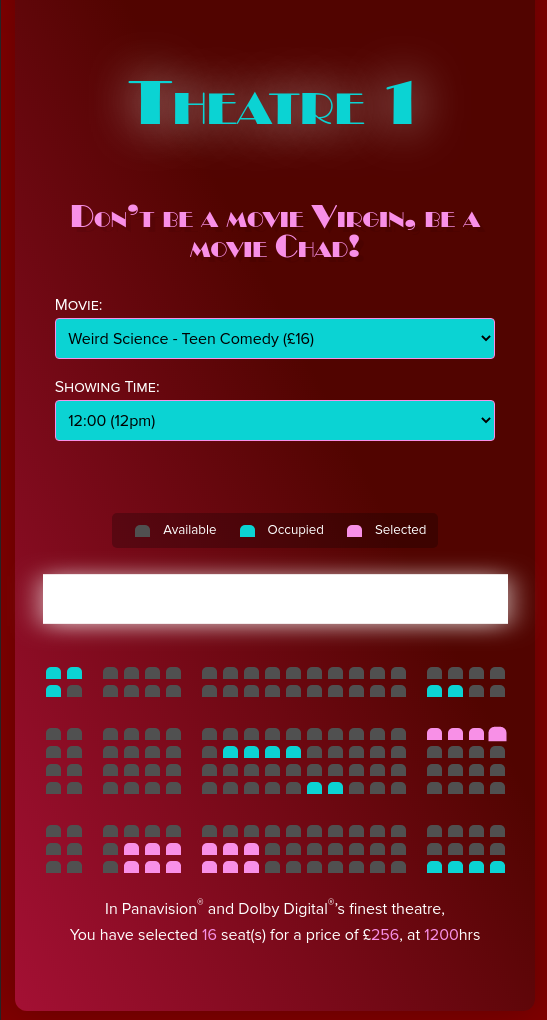 Theatre 1
Don't be a movie Virgin, be a
movie Chad!
Movie:
Weird Science - Teen Comedy (£16)
Showing Time:
12:00 (12pm)
Available Occupied Selected
In Panavision® and Dolby Digital®'s finest theatre,
You have selected 16 seat(s) for a price of £256, at 1200hrs